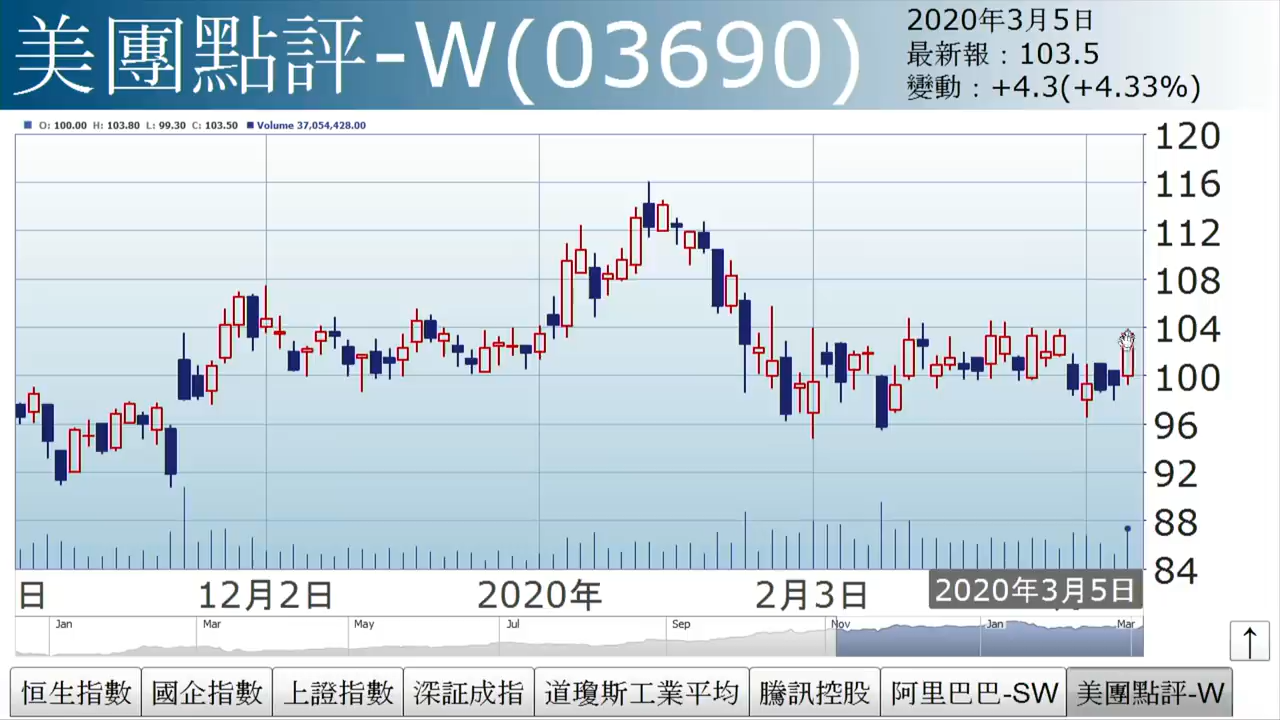 美團點評-W(03690)
2020年3月5日
最新報：103.5
變動：+4.3(+4.33%)
O: 100.00 H: 103.80 L: 99.30 C: 103.50 Volume 37,054,428.00
120
116
112
108
104
100
96
92
88
84
日 12月2日 2020年 2月3日 2020年3月5日
Jan Mar May Jul Sep Nov Jan Mar
↑
恒生指數 國企指數 上證指數 深証成指 道瓊斯工業平均 騰訊控股 阿里巴巴-SW 美團點評-W